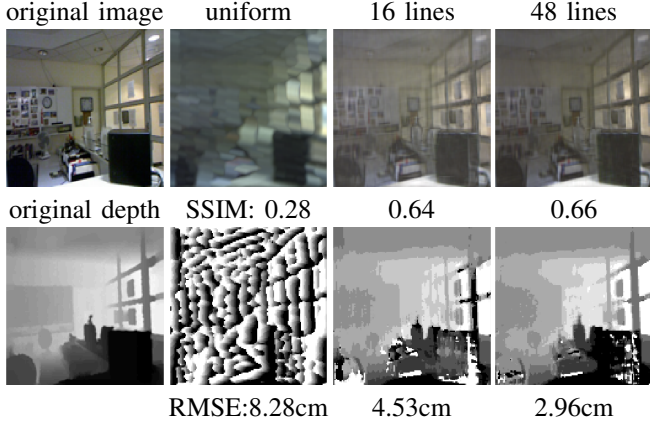 original image uniform 16 lines 48 lines
original depth SSIM: 0.28 0.64 0.66
RMSE:8.28cm 4.53cm 2.96cm